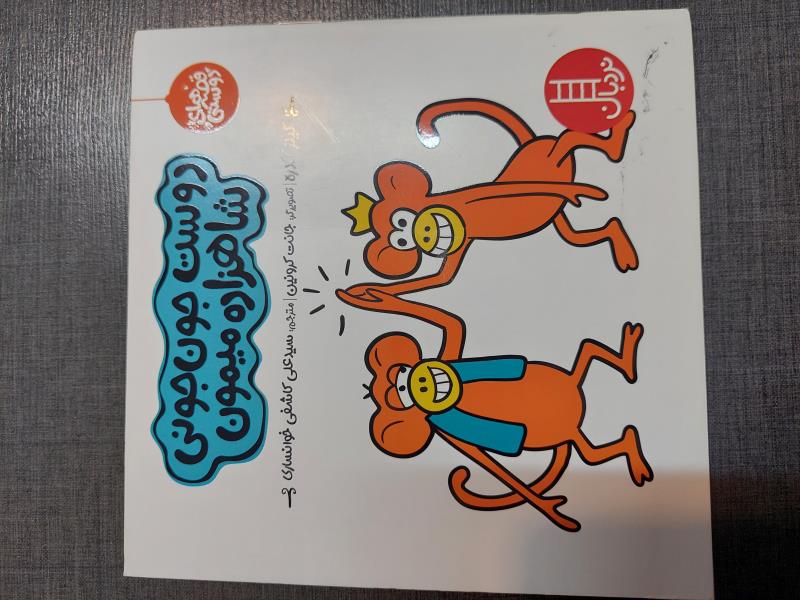 نردبان
قصه‌های
دوستی
دوست جون‌جونی
شاهزاده میمون
تصویرگر: جانت کرونین | مترجم: سیدعلی کاشفی خوانساری